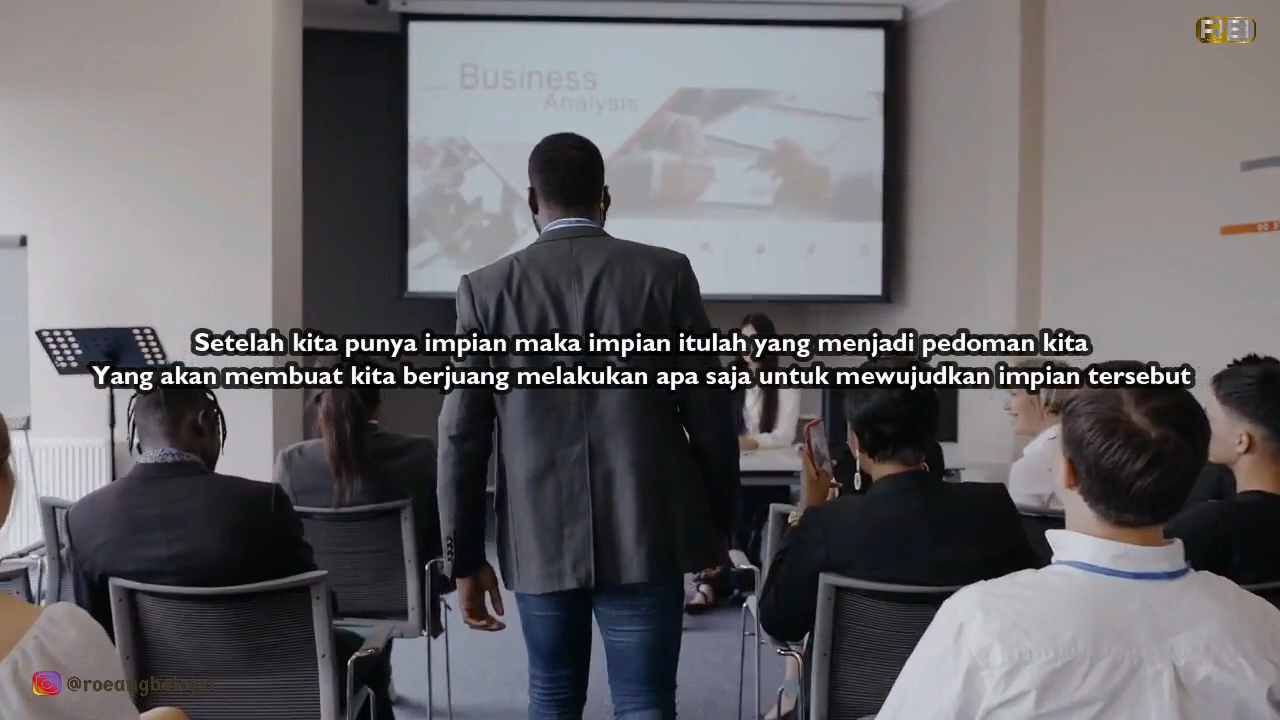 RB
Business
Analysis
Setelah kita punya impian maka impian itulah yang menjadi pedoman kita
Yang akan membuat kita berjuang melakukan apa saja untuk mewujudkan impian tersebut